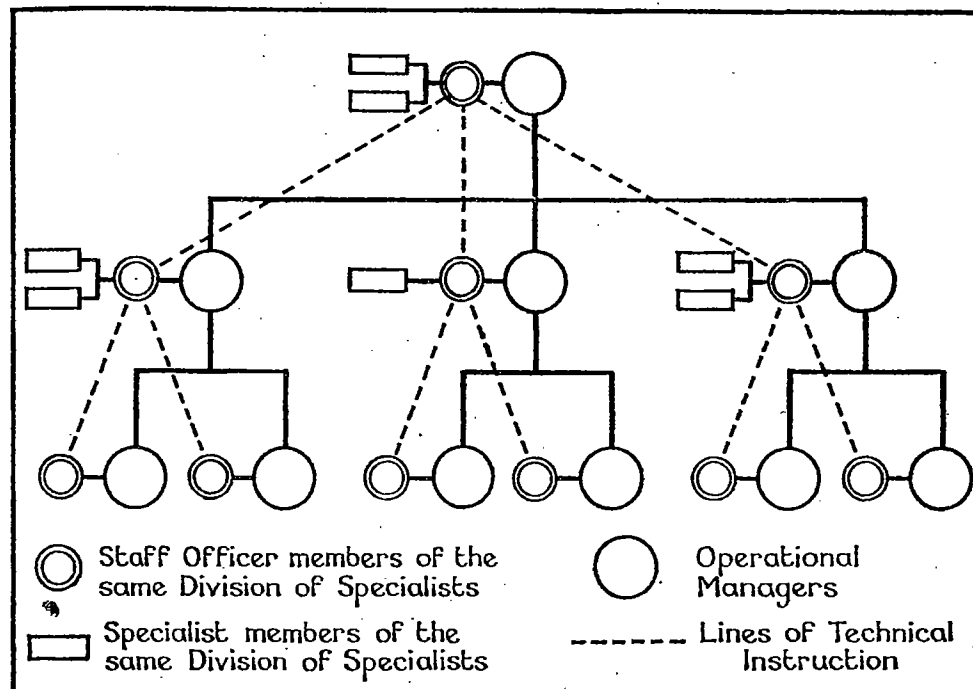 Staff Officer members of the
same Division of Specialists
Operational
Managers
Specialist members of the
same Division of Specialists
Lines of Technical
Instruction